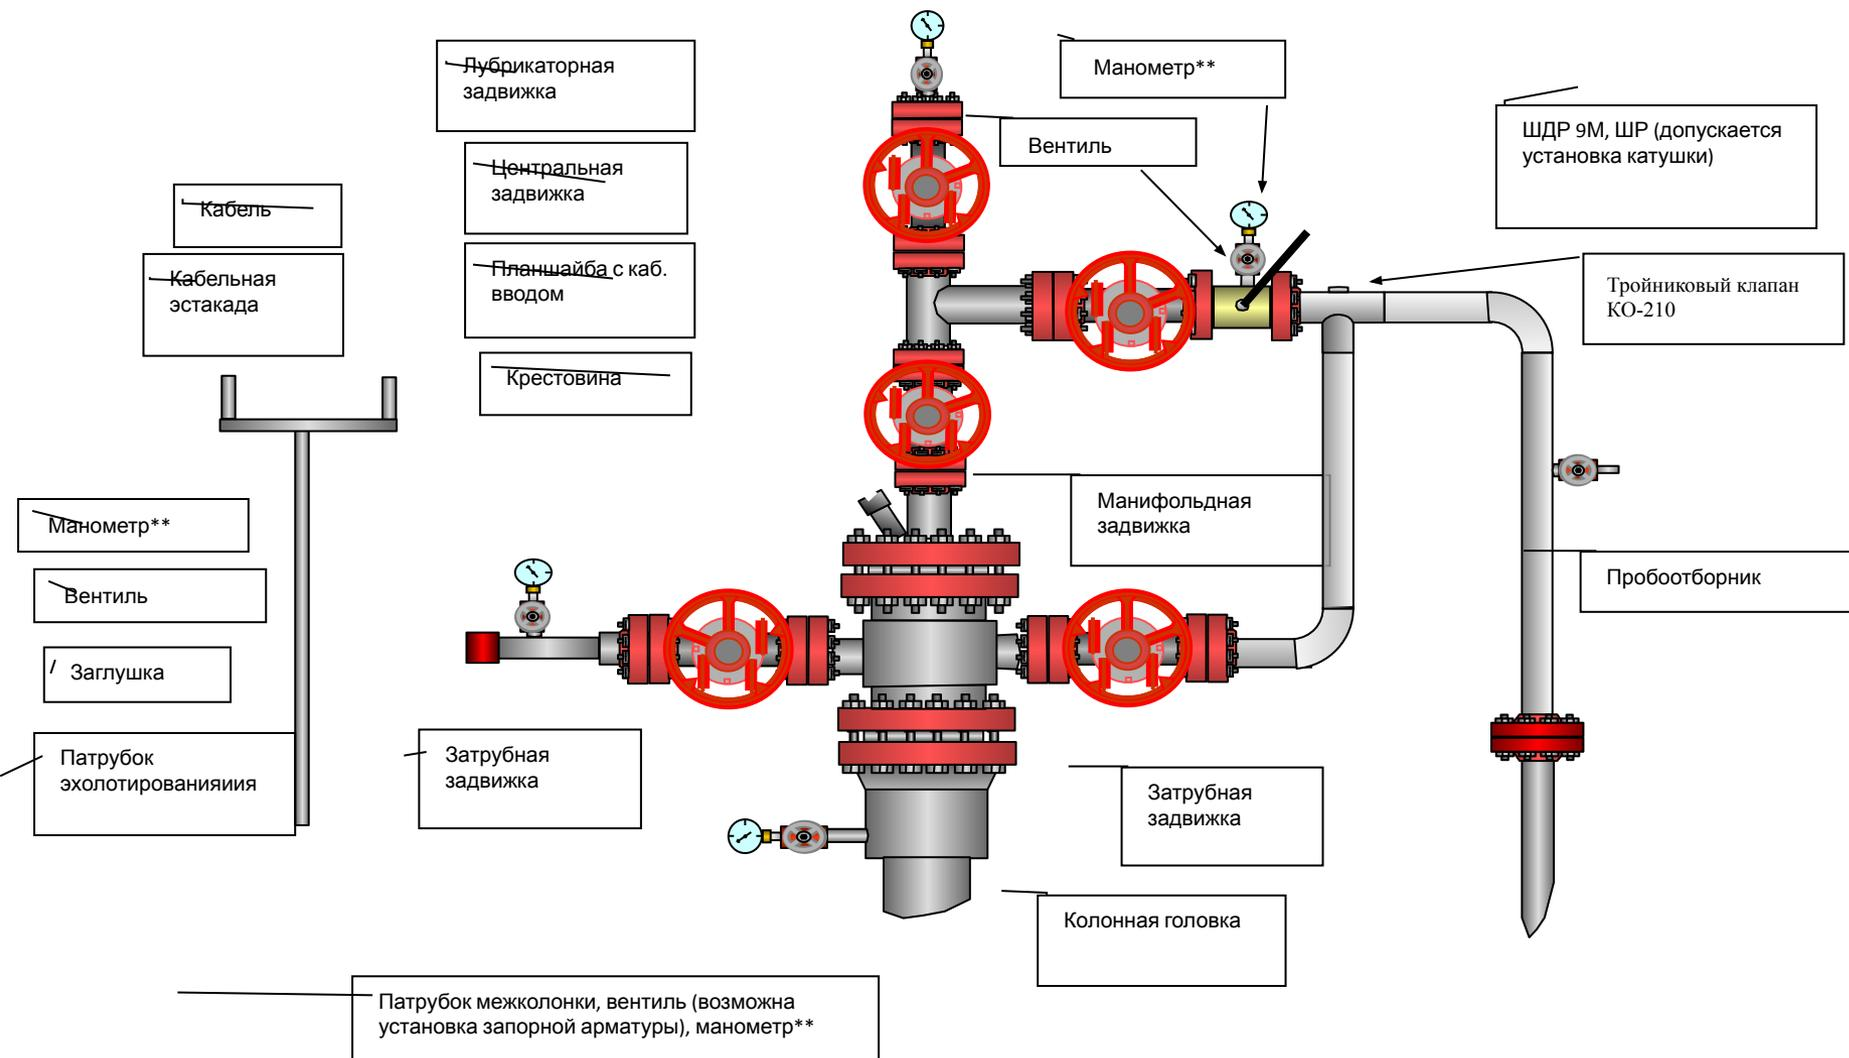 Лубрикаторная
задвижка
Манометр**
Вентиль
ШДР 9М, ШР (допускается
установка катушки)
Центральная
задвижка
Кабель
Планшайба с каб.
вводом
Кабельная
эстакада
Тройниковый клапан
КО-210
Крестовина
Манифольдная
задвижка
Манометр**
Вентиль
Пробоотборник
Заглушка
Патрубок
эхолотированияиия
Затрубная
задвижка
Затрубная
задвижка
Колонная головка
Патрубок межколонки, вентиль (возможна
установка запорной арматуры), манометр**